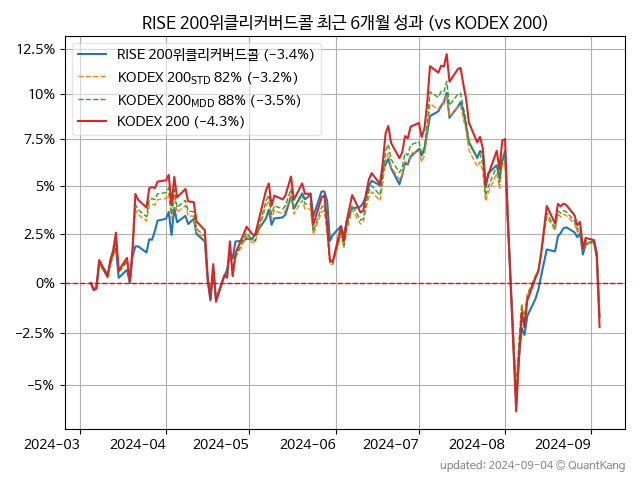 RISE 200위클리커버드콜 최근 6개월 성과 (vs KODEX 200)
RISE 200위클리커버드콜 (−3.4%)
KODEX 200STD 82% (−3.2%)
KODEX 200MDD 88% (−3.5%)
KODEX 200 (−4.3%)
12.5%
10%
7.5%
5%
2.5%
0%
−2.5%
−5%
2024-03 2024-04 2024-05 2024-06 2024-07 2024-08 2024-09
updated: 2024-09-04 © QuantKang